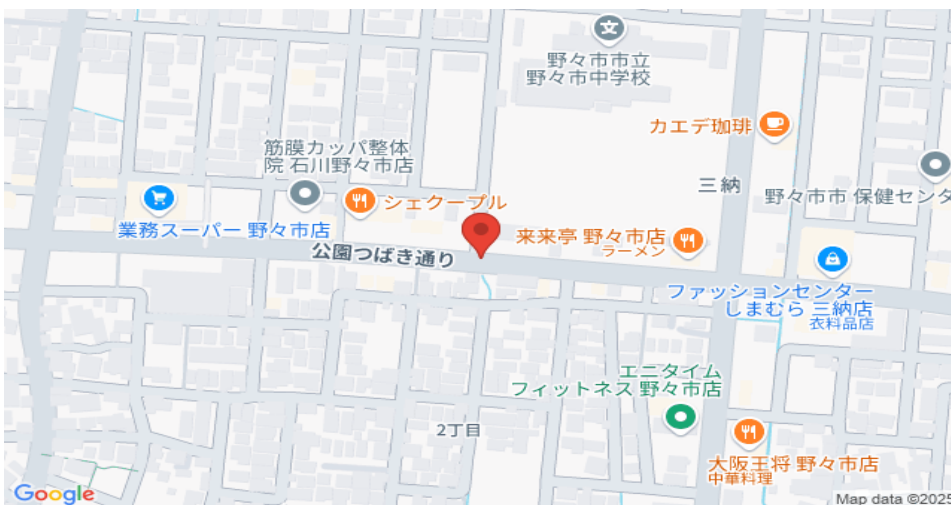 文
野々市市立
野々市中学校
カエデ珈琲
筋膜カッパ整体
院 石川野々市店
三納
野々市市 保健センタ
シェクープル
業務スーパー 野々市店
公園つばき通り
来来亭 野々市店
ラーメン
ファッションセンター
しまむら 三納店
衣料品店
エニタイム
フィットネス 野々市店
2丁目
大阪王将 野々市店
中華料理
Google
Map data ©2025